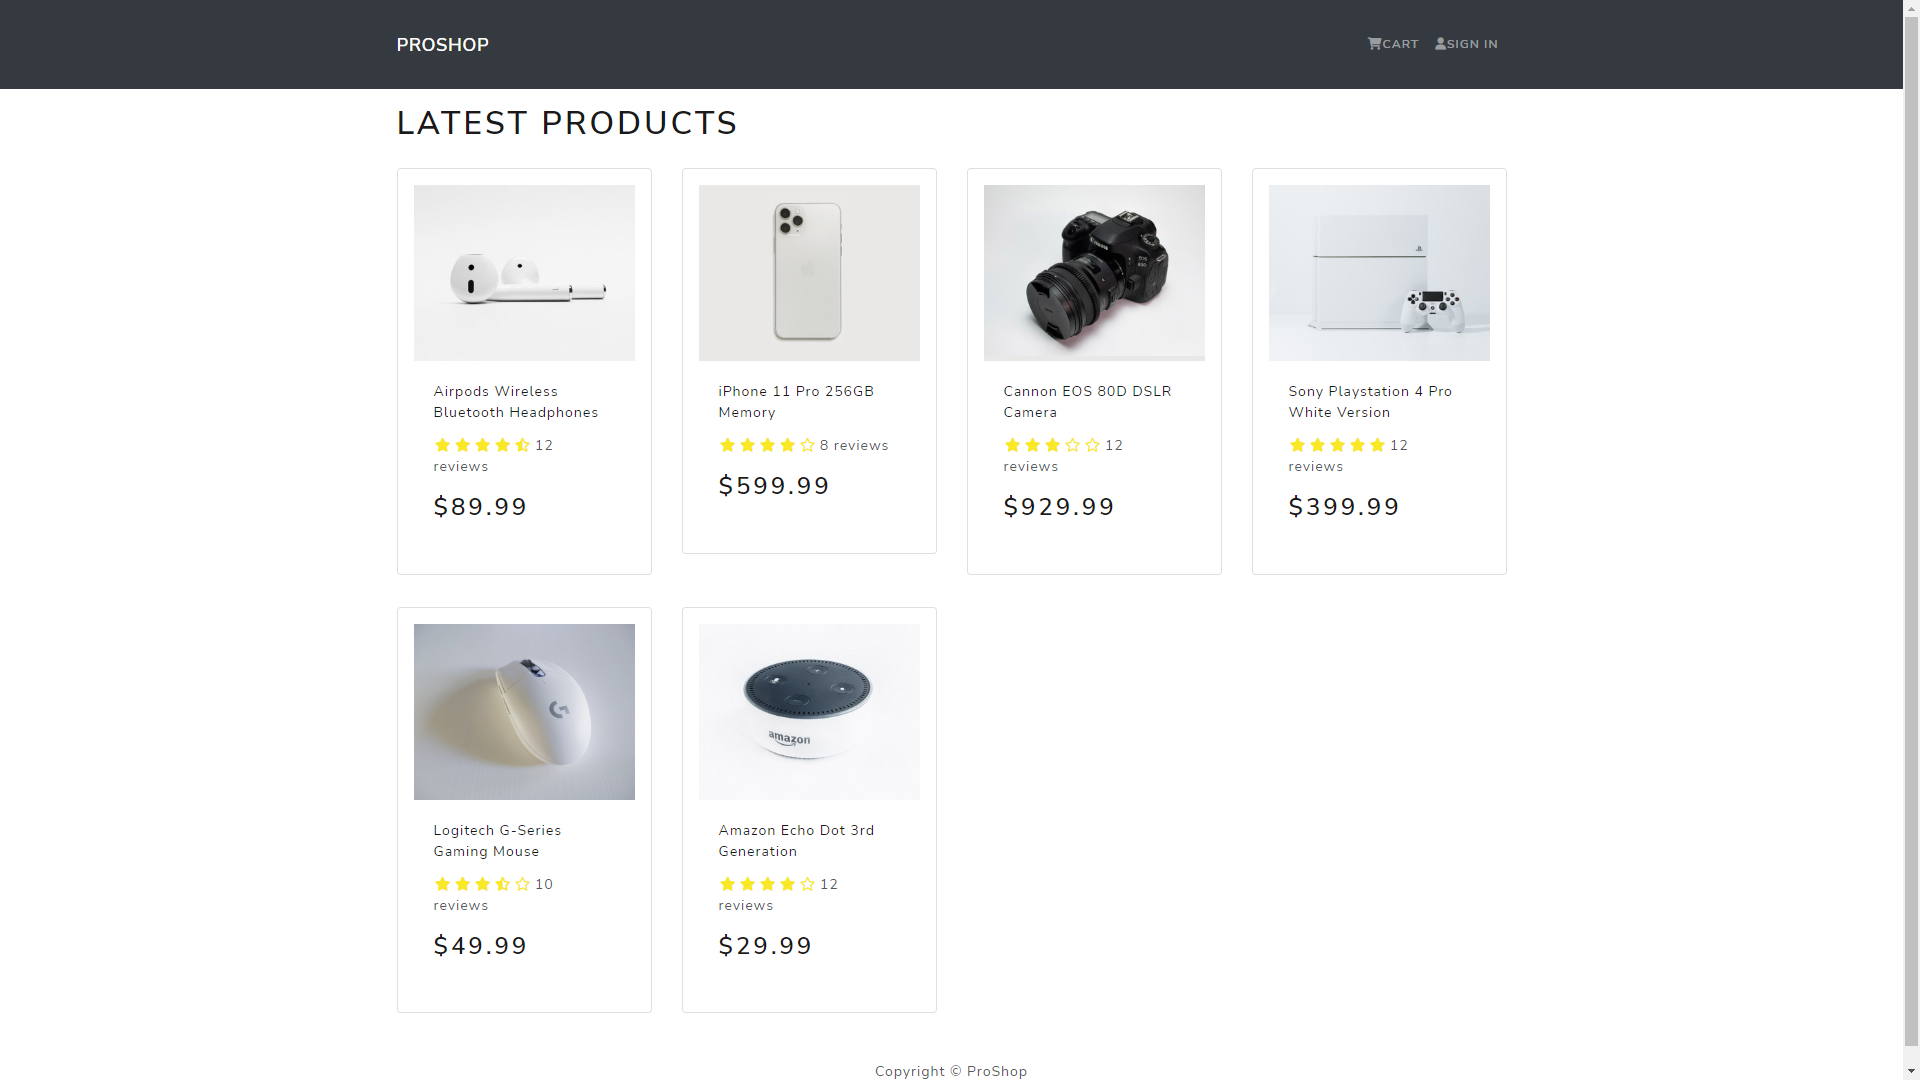 PROSHOP
CART
SIGN IN
LATEST PRODUCTS
Airpods Wireless
Bluetooth Headphones
12
reviews
$89.99
iPhone 11 Pro 256GB
Memory
8 reviews
$599.99
Cannon EOS 80D DSLR
Camera
12
reviews
$929.99
Sony Playstation 4 Pro
White Version
12
reviews
$399.99
Logitech G-Series
Gaming Mouse
10
reviews
$49.99
amazon
Amazon Echo Dot 3rd
Generation
12
reviews
$29.99
Copyright © ProShop